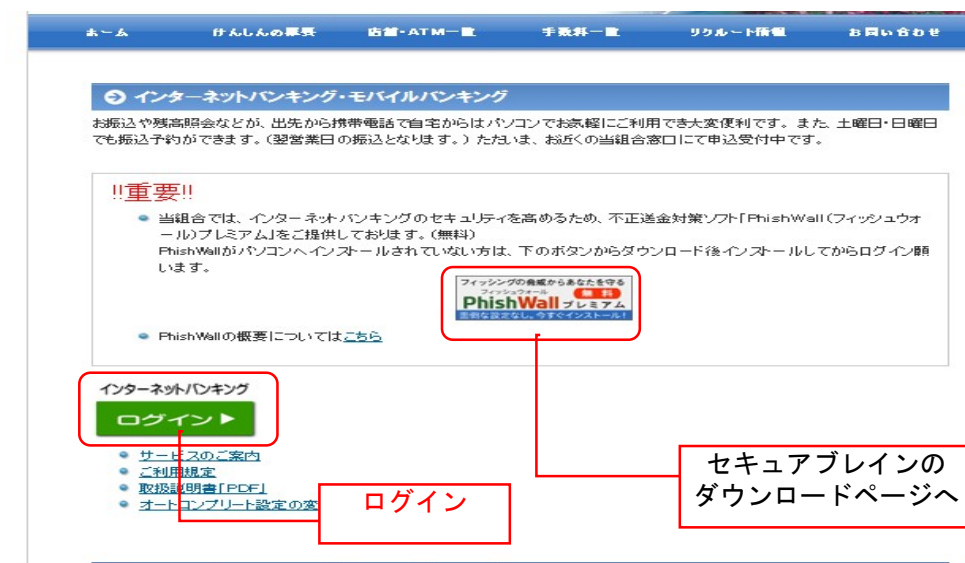 ホーム けんしんの概要 店舗・ATM一覧 手数料一覧 リクルート情報 お問い合わせ
インターネットバンキング・モバイルバンキング
お振込や残高照会などが、出先から携帯電話で自宅からはパソコンでお気軽にご利用でき大変便利です。また、土曜日・日曜日
でも振込予約ができます。(翌営業日の振込となります。)ただいま、お近くの当組合窓口にて申込受付中です。
!!重要!!
当組合では、インターネットバンキングのセキュリティを高めるため、不正送金対策ソフト「PhishWall(フィッシュウォ
ール)プレミアム」をご提供しております。(無料)
PhishWallがパソコンへインストールされていない方は、下のボタンからダウンロード後インストールしてからログイン願
います。
フィッシングの脅威からあなたを守る
フィッシュウォール 無料
PhishWall プレミアム
面倒な設定なし。今すぐインストール!
PhishWallの概要についてはこちら
インターネットバンキング
ログイン
サービスのご案内
ご利用規定
取扱説明書[PDF]
オートコンプリート設定の変
ログイン
セキュアブレインの
ダウンロードページへ